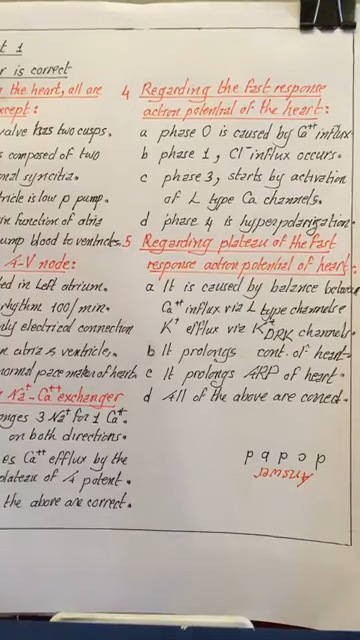 t 1
er is correct
the heart, all are
xcept:
valve has two cusps.
s composed of two
nal syncitia.
tricle is low p pump.
in function of atria
ump blood to ventricles.
A-V node:
ted in Left atrium.
rhythm 100/min.
nly electrical connection
n atria & ventricle.
normal pace maker of heart.
Na⁺-Ca⁺⁺ exchanger
anges 3 Na⁺ for 1 Ca⁺⁺.
on both directions.
es Ca⁺⁺ efflux by the
plateau of A potent.
the above are correct.
4 Regarding the fast response
action potential of the heart:
a phase 0 is caused by Ca⁺⁺ influx
b phase 1, Cl⁻ influx occurs.
c phase 3, starts by activation
of L type Ca channels.
d phase 4 is hyperpolarization.
5 Regarding plateau of the fast
response action potential of heart:
a It is caused by balance between
Ca⁺⁺ influx via L type channels &
K⁺ efflux via K⁺ DRK channels.
b It prolongs cont. of heart.
c It prolongs ARP of heart.
d All of the above are correct.
Answer
d c d b d